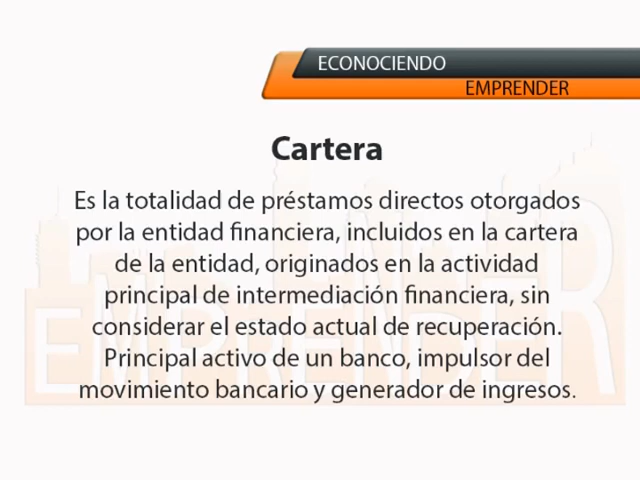 ECONOCIENDO
EMPRENDER
Cartera
Es la totalidad de préstamos directos otorgados
por la entidad financiera, incluidos en la cartera
de la entidad, originados en la actividad
principal de intermediación financiera, sin
considerar el estado actual de recuperación.
Principal activo de un banco, impulsor del
movimiento bancario y generador de ingresos.
EMPRENDER